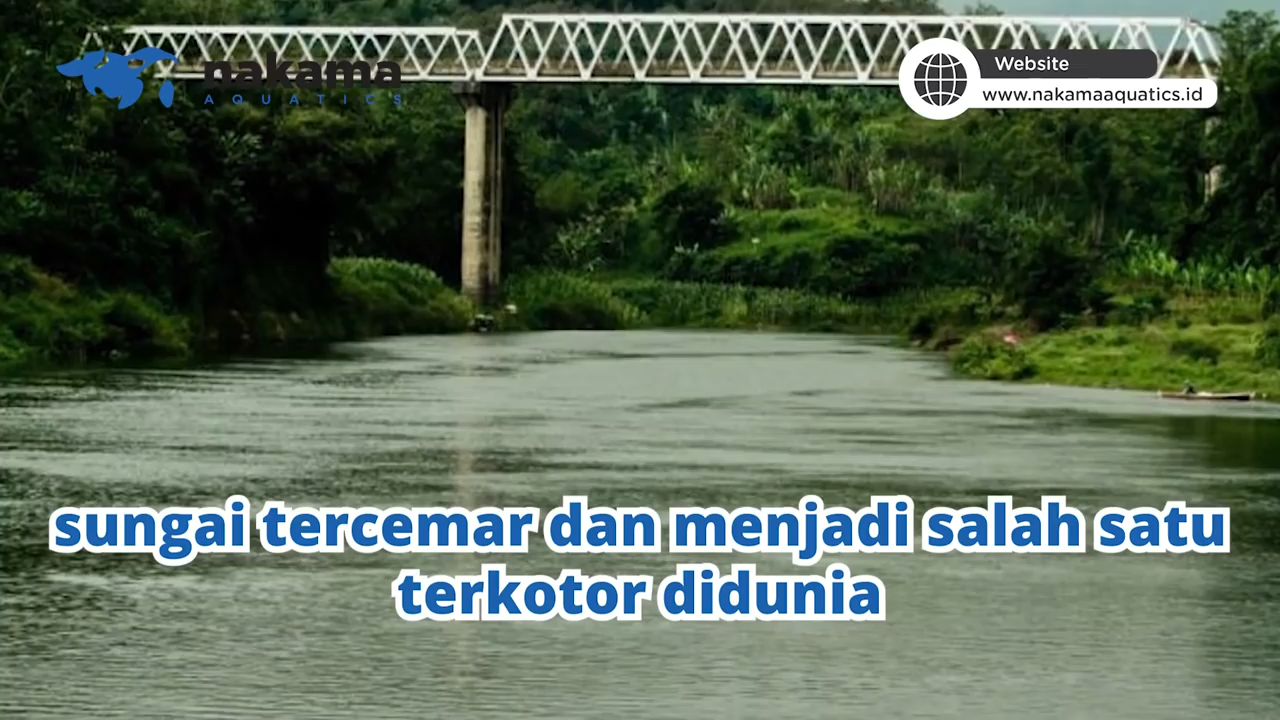 nakama
AQUATICS
Website
www.nakamaaquatics.id
sungai tercemar dan menjadi salah satu
terkotor didunia